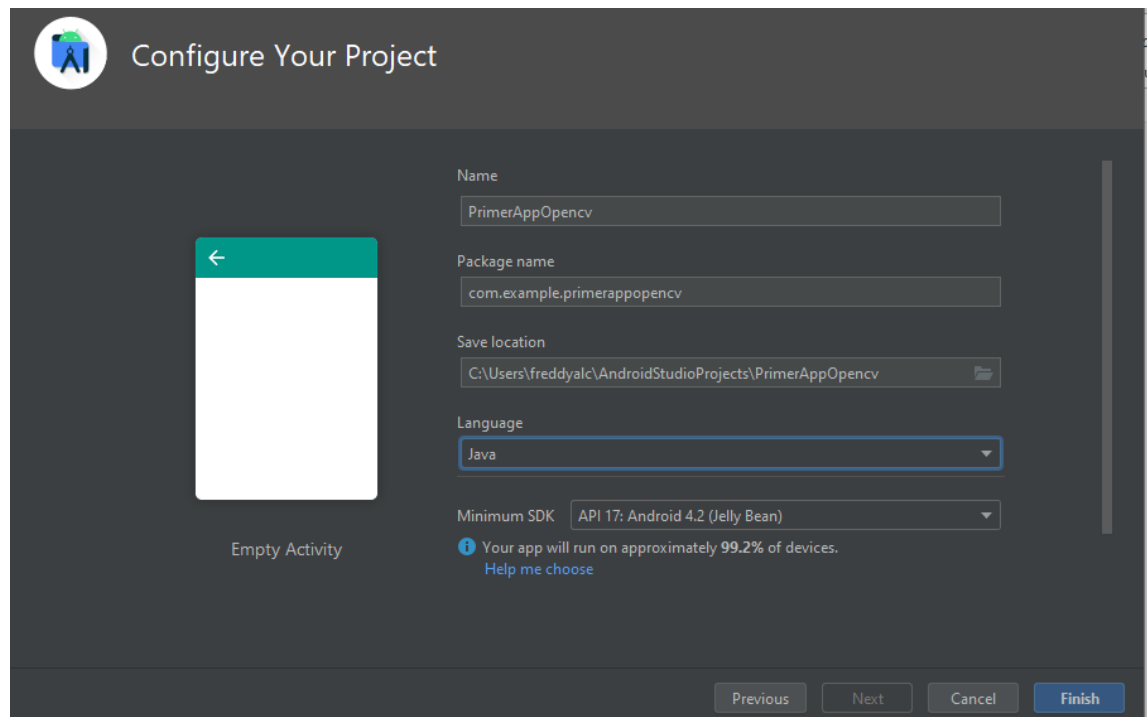 Configure Your Project
Name
PrimerAppOpencv
Package name
com.example.primerappopencv
Save location
C:\Users\freddyalc\AndroidStudioProjects\PrimerAppOpencv
Language
Java
Minimum SDK API 17: Android 4.2 (Jelly Bean)
Your app will run on approximately 99.2% of devices.
Help me choose
Empty Activity
Previous Next Cancel Finish